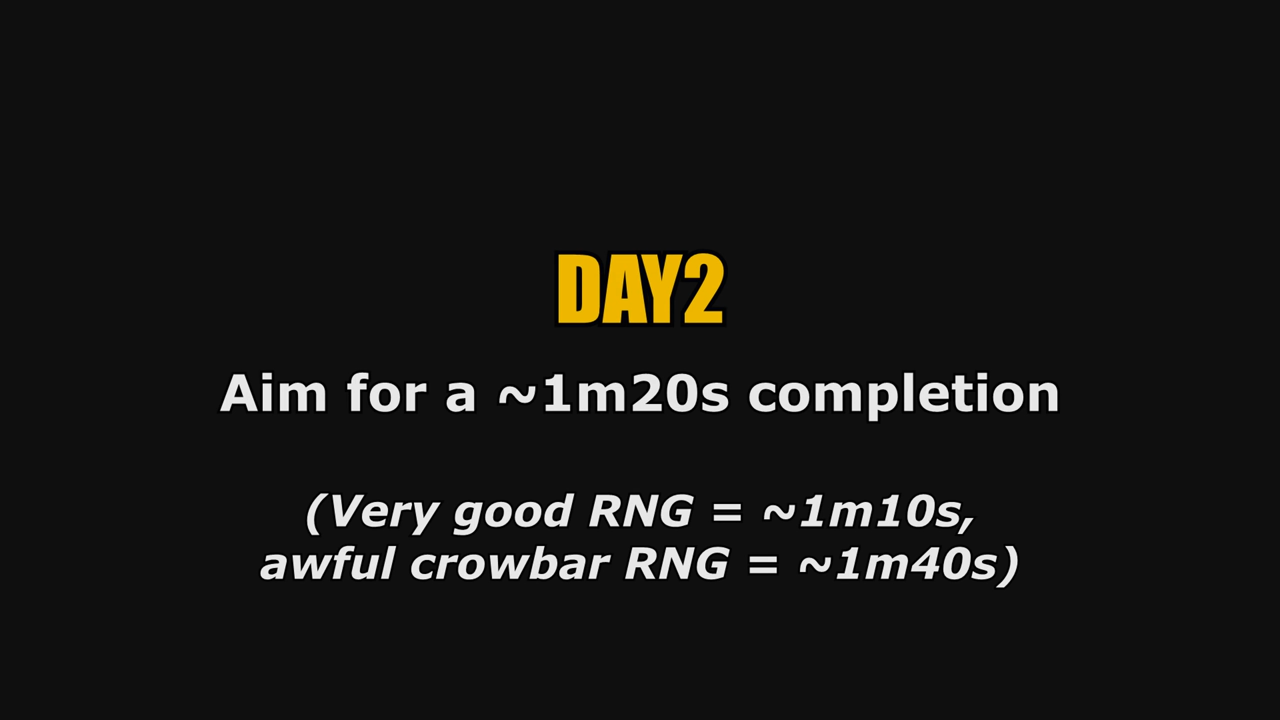 DAY2
Aim for a ~1m20s completion
(Very good RNG = ~1m10s,
awful crowbar RNG = ~1m40s)